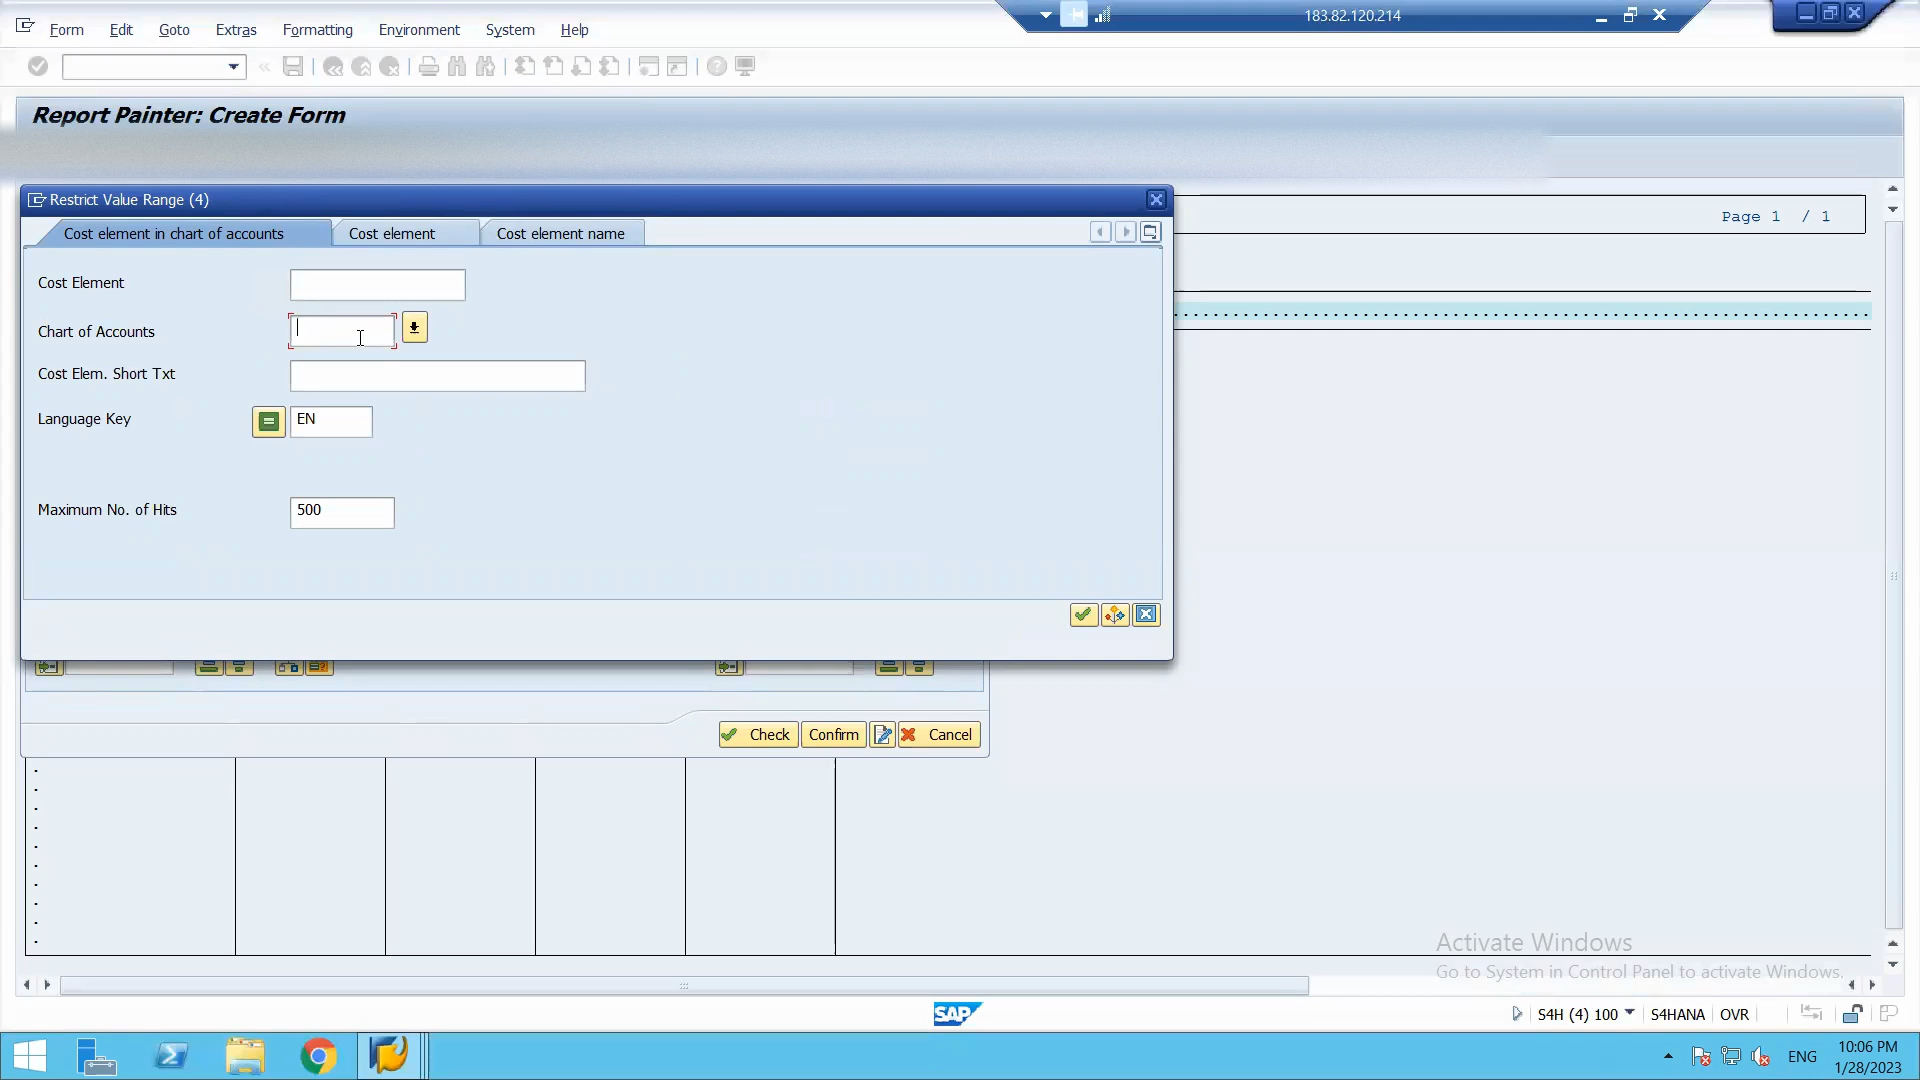 183.82.120.214
Form Edit Goto Extras Formatting Environment System Help
Report Painter: Create Form
Restrict Value Range (4)
Page 1 / 1
Cost element in chart of accounts Cost element Cost element name
Cost Element
Chart of Accounts
Cost Elem. Short Txt
Language Key EN
Maximum No. of Hits 500
Check Confirm Cancel
Activate Windows
Go to System in Control Panel to activate Windows.
SAP S4H (4) 100 S4HANA OVR
ENG 10:06 PM
1/28/2023